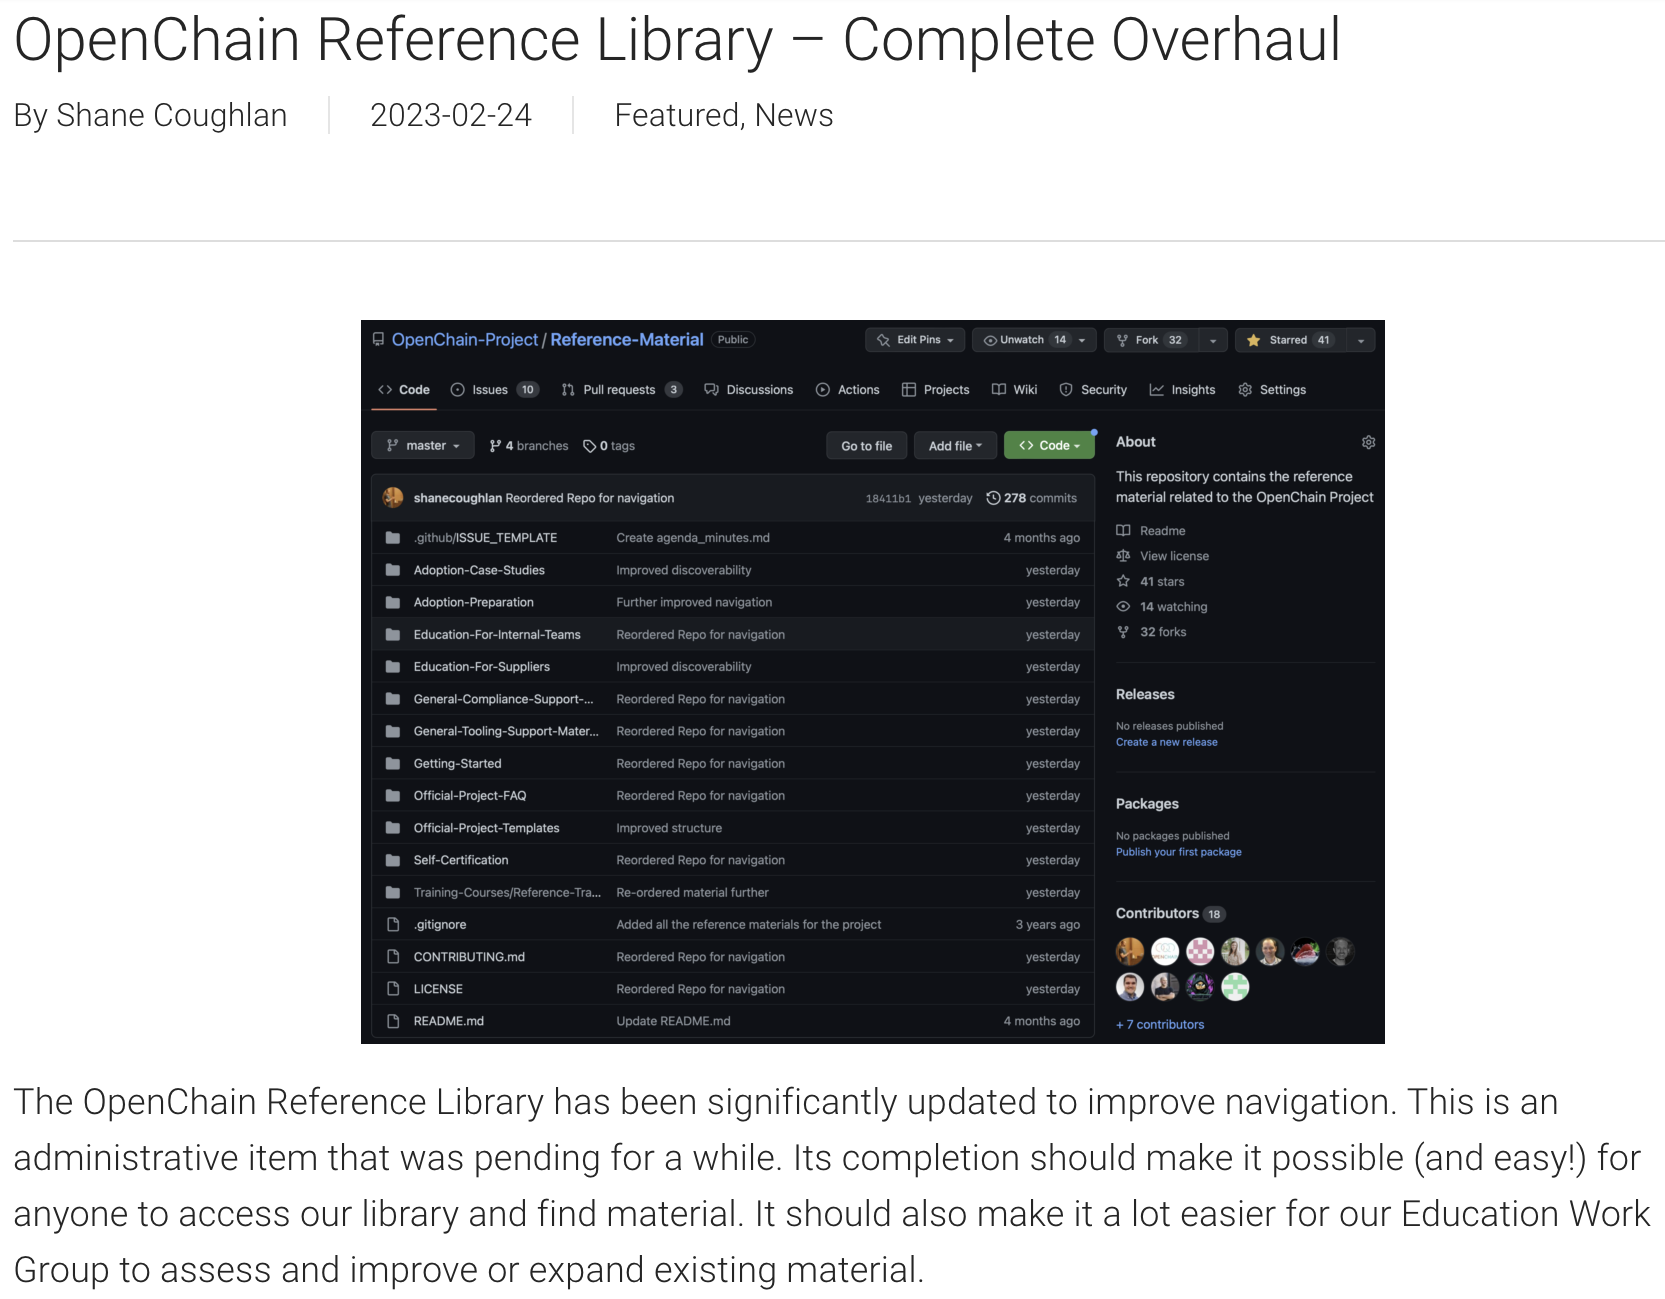 OpenChain Reference Library – Complete Overhaul
By Shane Coughlan 2023-02-24 Featured, News
OpenChain-Project / Reference-Material Public Edit Pins Unwatch 14 Fork 32 Starred 41
Code Issues 10 Pull requests 3 Discussions Actions Projects Wiki Security Insights Settings
master 4 branches 0 tags Go to file Add file Code
shanecoughlan Reordered Repo for navigation 18411b1 yesterday 278 commits
.github/ISSUE_TEMPLATE Create agenda_minutes.md 4 months ago
Adoption-Case-Studies Improved discoverability yesterday
Adoption-Preparation Further improved navigation yesterday
Education-For-Internal-Teams Reordered Repo for navigation yesterday
Education-For-Suppliers Improved discoverability yesterday
General-Compliance-Support-... Reordered Repo for navigation yesterday
General-Tooling-Support-Mater... Reordered Repo for navigation yesterday
Getting-Started Reordered Repo for navigation yesterday
Official-Project-FAQ Reordered Repo for navigation yesterday
Official-Project-Templates Improved structure yesterday
Self-Certification Reordered Repo for navigation yesterday
Training-Courses/Reference-Tra... Re-ordered material further yesterday
.gitignore Added all the reference materials for the project 3 years ago
CONTRIBUTING.md Reordered Repo for navigation yesterday
LICENSE Reordered Repo for navigation yesterday
README.md Update README.md 4 months ago
About
This repository contains the reference
material related to the OpenChain Project
Readme
View license
41 stars
14 watching
32 forks
Releases
No releases published
Create a new release
Packages
No packages published
Publish your first package
Contributors 18
+ 7 contributors
The OpenChain Reference Library has been significantly updated to improve navigation. This is an
administrative item that was pending for a while. Its completion should make it possible (and easy!) for
anyone to access our library and find material. It should also make it a lot easier for our Education Work
Group to assess and improve or expand existing material.